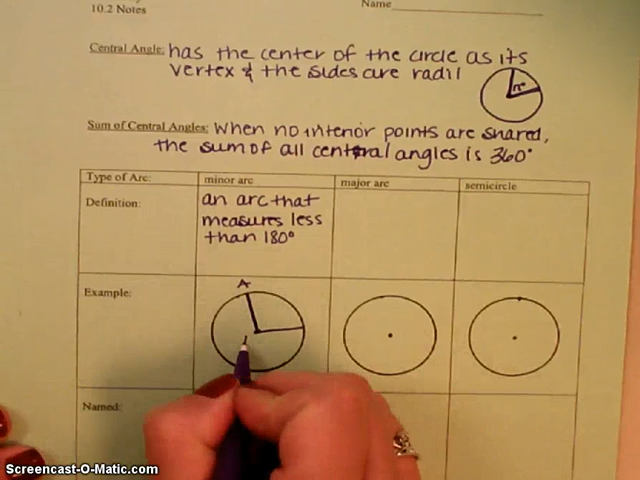 10.2 Notes
Name
Central Angle: has the center of the circle as its
vertex & the sides are radii
n°
Sum of Central Angles: When no interior points are shared,
the sum of all central angles is 360°
Type of Arc: minor arc major arc semicircle
Definition: an arc that
measures less
than 180°
A
Example:
Named:
Screencast-O-Matic.com